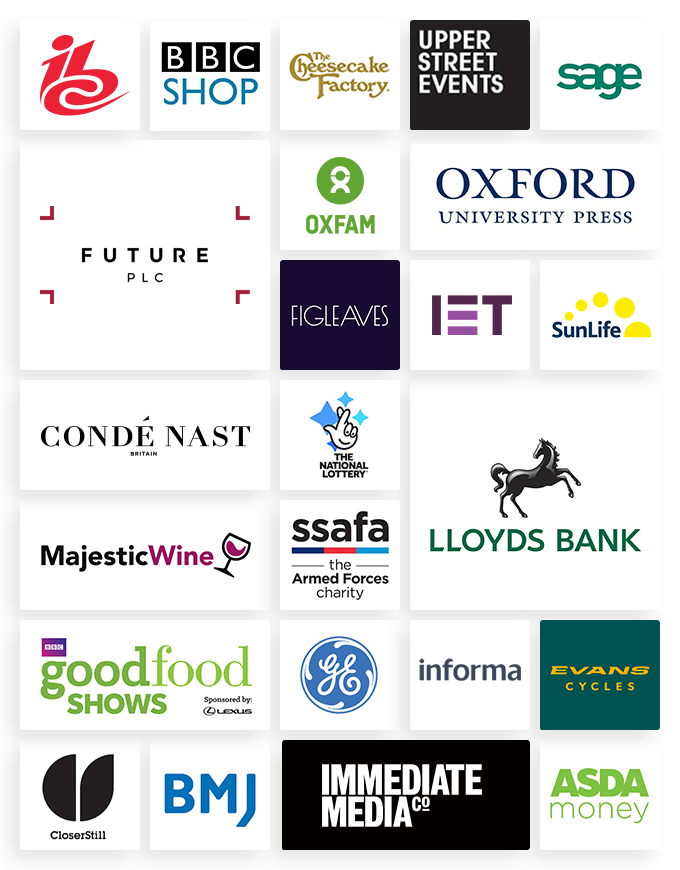 ibc
BBC
SHOP
The
Cheesecake
Factory.
UPPER
STREET
EVENTS
sage
FUTURE
PLC
OXFAM
OXFORD
UNIVERSITY PRESS
FIGLEAVES
IET
SunLife
CONDÉ NAST
BRITAIN
THE
NATIONAL
LOTTERY®
LLOYDS BANK
MajesticWine
ssafa
the
Armed Forces
charity
BBC
goodfood
SHOWS
Sponsored by:
LEXUS
GE
informa
EVANS
CYCLES
CloserStill
BMJ
IMMEDIATE
MEDIA Co
ASDA
money